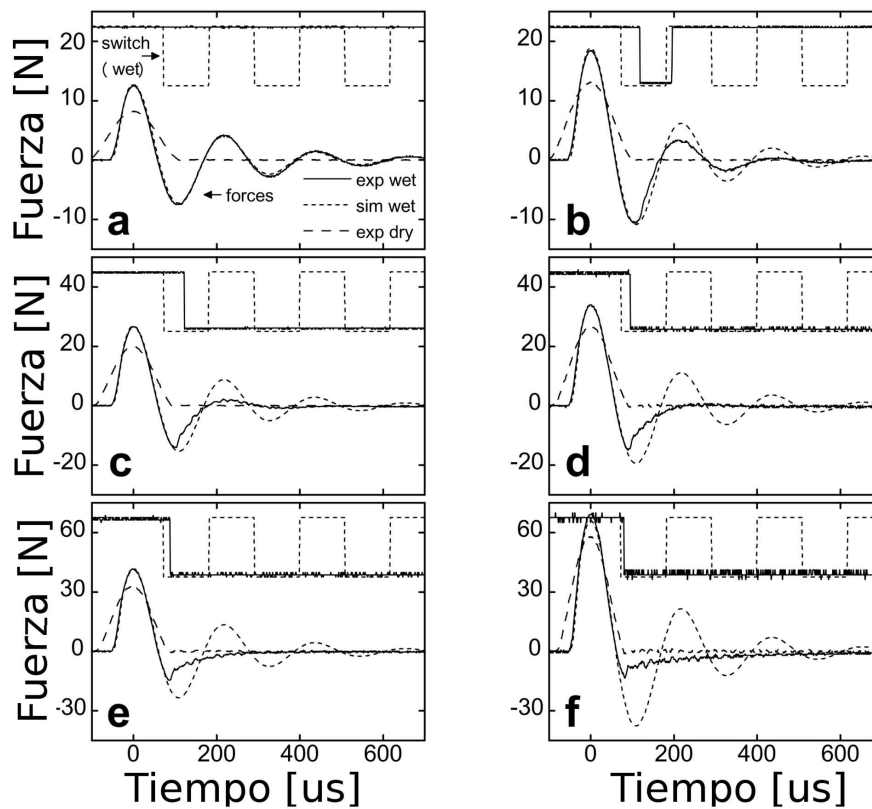 Fuerza [N]
20
10
0
-10
switch
( wet)
forces
exp wet
sim wet
exp dry
a
20
10
0
-10
b
Fuerza [N]
40
20
0
-20
c
40
20
0
-20
d
Fuerza [N]
60
30
0
-30
e
60
30
0
-30
f
0 200 400 600
0 200 400 600
Tiempo [us]
Tiempo [us]